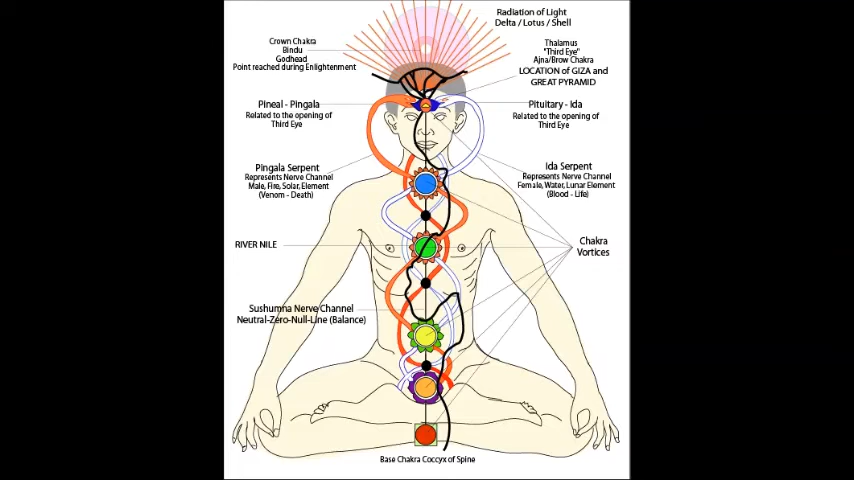 Radiation of Light
Delta / Lotus / Shell
Crown Chakra
Bindu
Godhead
Point reached during Enlightenment
Thalamus
"Third Eye"
Ajna/Brow Chakra
LOCATION of GIZA and
GREAT PYRAMID
Pineal - Pingala
Related to the opening of
Third Eye
Pituitary - Ida
Related to the opening of
Third Eye
Pingala Serpent
Represents Nerve Channel
Male, Fire, Solar, Element
(Venom - Death)
Ida Serpent
Represents Nerve Channel
Female, Water, Lunar Element
(Blood - Life)
RIVER NILE
Chakra
Vortices
Sushumna Nerve Channel
Neutral-Zero-Null-Line (Balance)
Base Chakra Coccyx of Spine